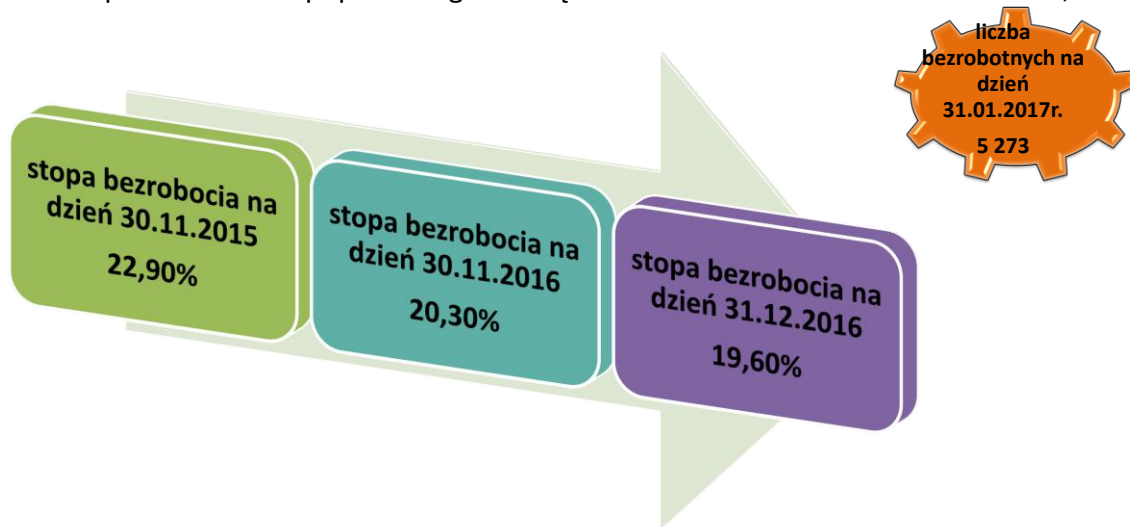 liczba
bezrobotnych na
dzień
31.01.2017r.
5 273
stopa bezrobocia na
dzień 30.11.2015
22,90%
stopa bezrobocia na
dzień 30.11.2016
20,30%
stopa bezrobocia na
dzień 31.12.2016
19,60%